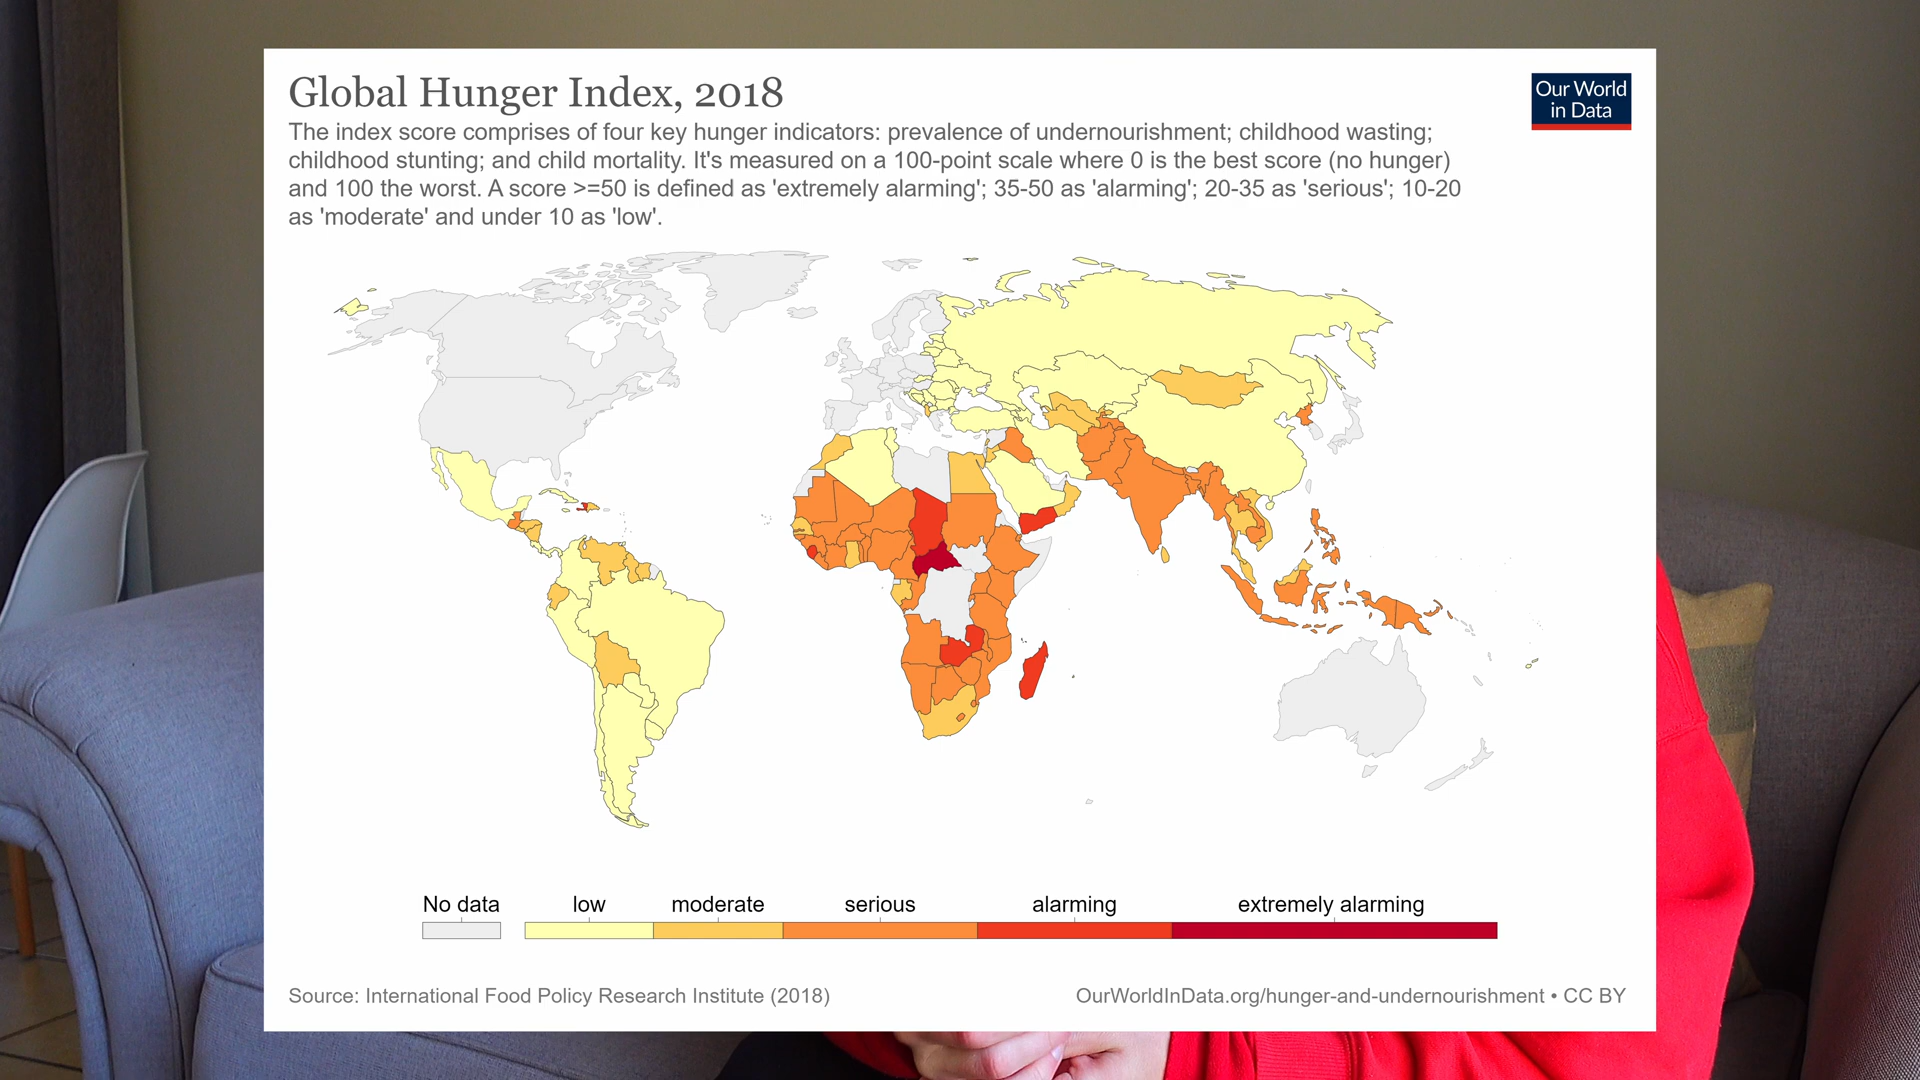 Global Hunger Index, 2018
Our World
in Data
The index score comprises of four key hunger indicators: prevalence of undernourishment; childhood wasting;
childhood stunting; and child mortality. It's measured on a 100-point scale where 0 is the best score (no hunger)
and 100 the worst. A score >=50 is defined as 'extremely alarming'; 35-50 as 'alarming'; 20-35 as 'serious'; 10-20
as 'moderate' and under 10 as 'low'.
No data
low
moderate
serious
alarming
extremely alarming
Source: International Food Policy Research Institute (2018)
OurWorldInData.org/hunger-and-undernourishment • CC BY